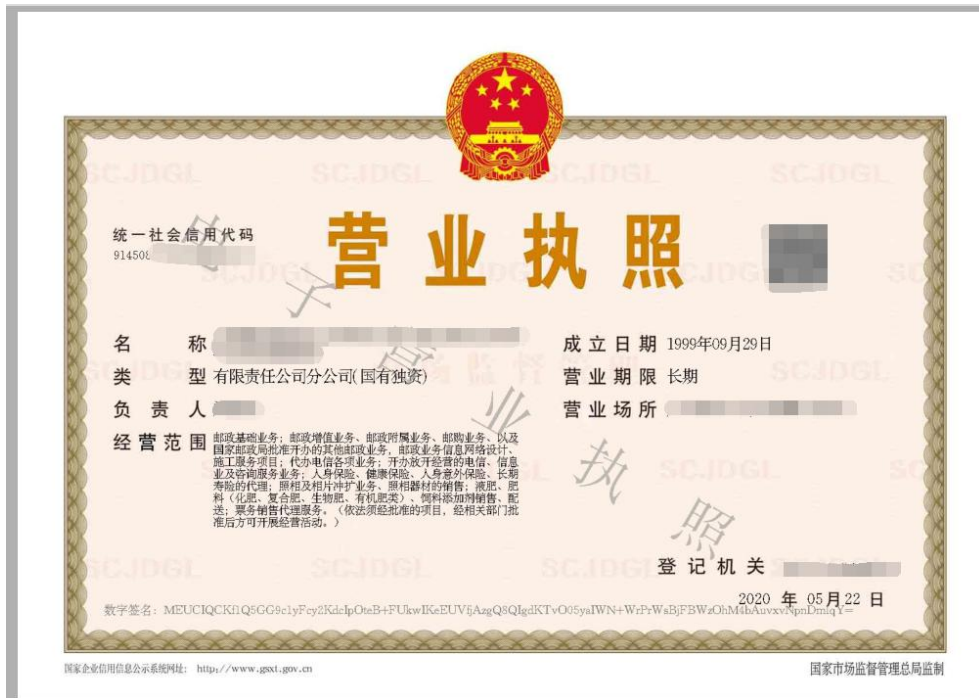 营业执照
统一社会信用代码
914508
名 称
类 型 有限责任公司分公司(国有独资)
负 责 人
经营范围 邮政基础业务；邮政增值业务、邮政附属业务、邮购业务、以及
国家邮政局批准开办的其他邮政业务，邮政业务信息网络设计、
施工服务项目；代办电信各项业务；开办放开经营的电信、信息
业及咨询服务业务；人身保险、健康保险、人身意外保险、长期
寿险的代理；照相及相片冲扩业务、照相器材的销售；液肥、肥
料（化肥、复合肥、生物肥、有机肥类）、饲料添加剂销售、配
送；票务销售代理服务。（依法须经批准的项目，经相关部门批
准后方可开展经营活动。）
成立日期 1999年09月29日
营业期限 长期
营业场所
登记机关
2020 年 05月22 日
电子营业执照
SCJDGL
数字签名：
国家企业信用信息公示系统网址： http://www.gsxt.gov.cn
国家市场监督管理总局监制